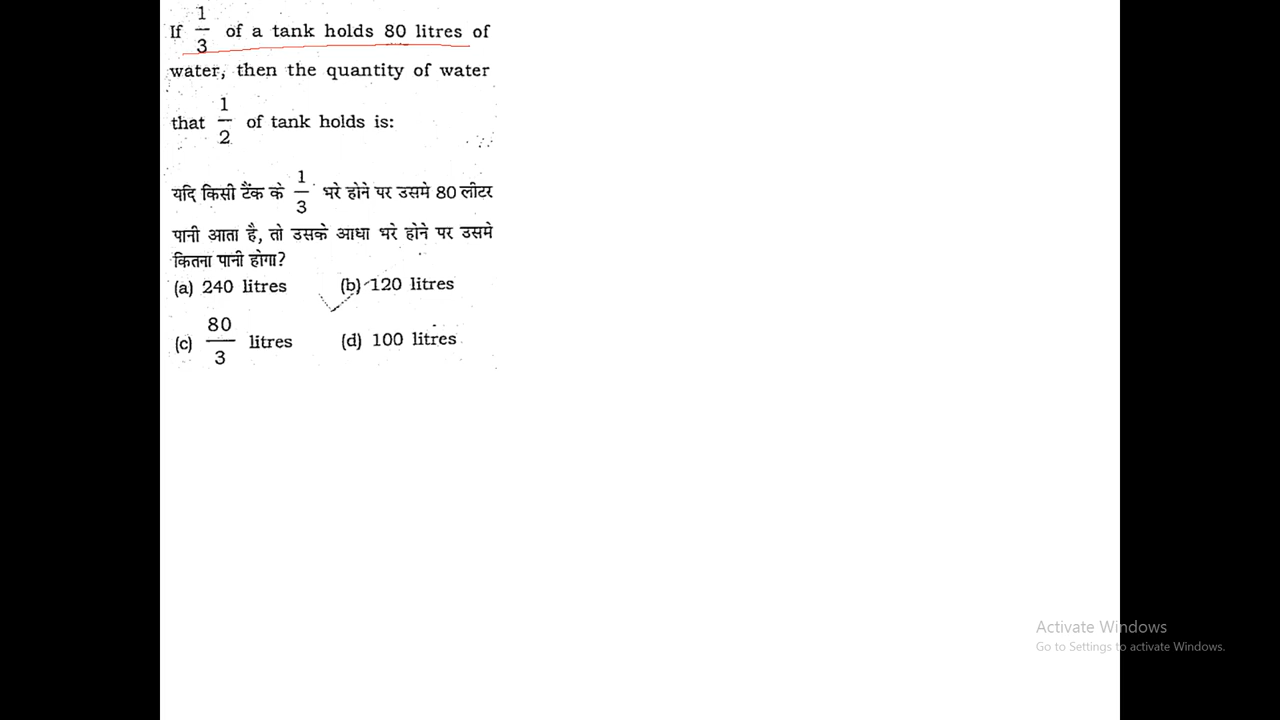 If 1/3 of a tank holds 80 litres of
water, then the quantity of water
that 1/2 of tank holds is:
यदि किसी टैंक के 1/3 भरे होने पर उसमे 80 लीटर
पानी आता है, तो उसके आधा भरे होने पर उसमे
कितना पानी होगा?
(a) 240 litres (b) 120 litres
(c) 80/3 litres (d) 100 litres
Activate Windows
Go to Settings to activate Windows.